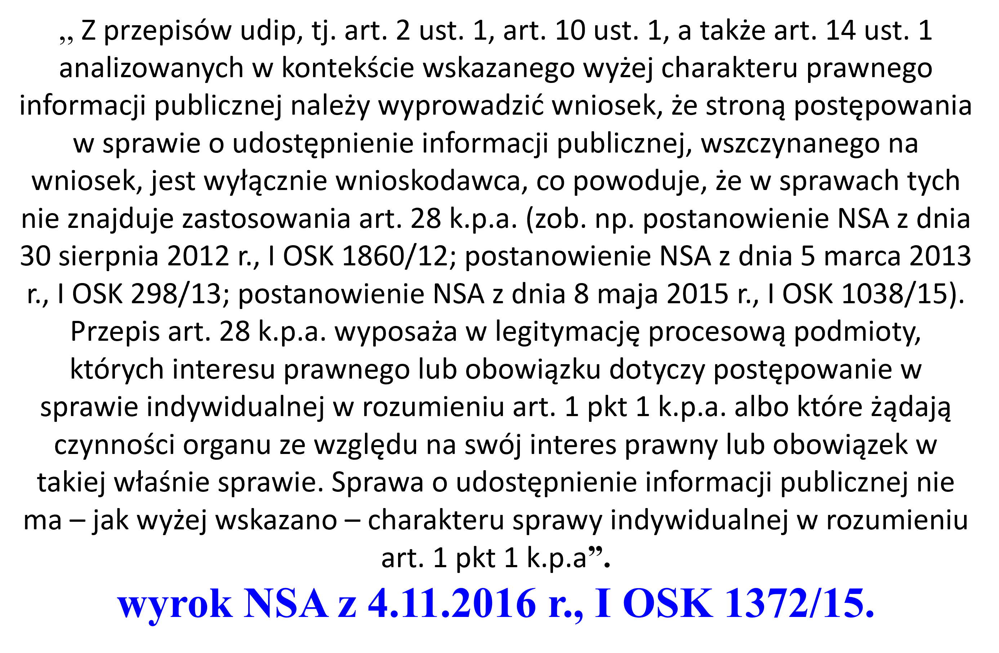 ,, Z przepisów udip, tj. art. 2 ust. 1, art. 10 ust. 1, a także art. 14 ust. 1
analizowanych w kontekście wskazanego wyżej charakteru prawnego
informacji publicznej należy wyprowadzić wniosek, że stroną postępowania
w sprawie o udostępnienie informacji publicznej, wszczynanego na
wniosek, jest wyłącznie wnioskodawca, co powoduje, że w sprawach tych
nie znajduje zastosowania art. 28 k.p.a. (zob. np. postanowienie NSA z dnia
30 sierpnia 2012 r., I OSK 1860/12; postanowienie NSA z dnia 5 marca 2013
r., I OSK 298/13; postanowienie NSA z dnia 8 maja 2015 r., I OSK 1038/15).
Przepis art. 28 k.p.a. wyposaża w legitymację procesową podmioty,
których interesu prawnego lub obowiązku dotyczy postępowanie w
sprawie indywidualnej w rozumieniu art. 1 pkt 1 k.p.a. albo które żądają
czynności organu ze względu na swój interes prawny lub obowiązek w
takiej właśnie sprawie. Sprawa o udostępnienie informacji publicznej nie
ma – jak wyżej wskazano – charakteru sprawy indywidualnej w rozumieniu
art. 1 pkt 1 k.p.a”.
wyrok NSA z 4.11.2016 r., I OSK 1372/15.